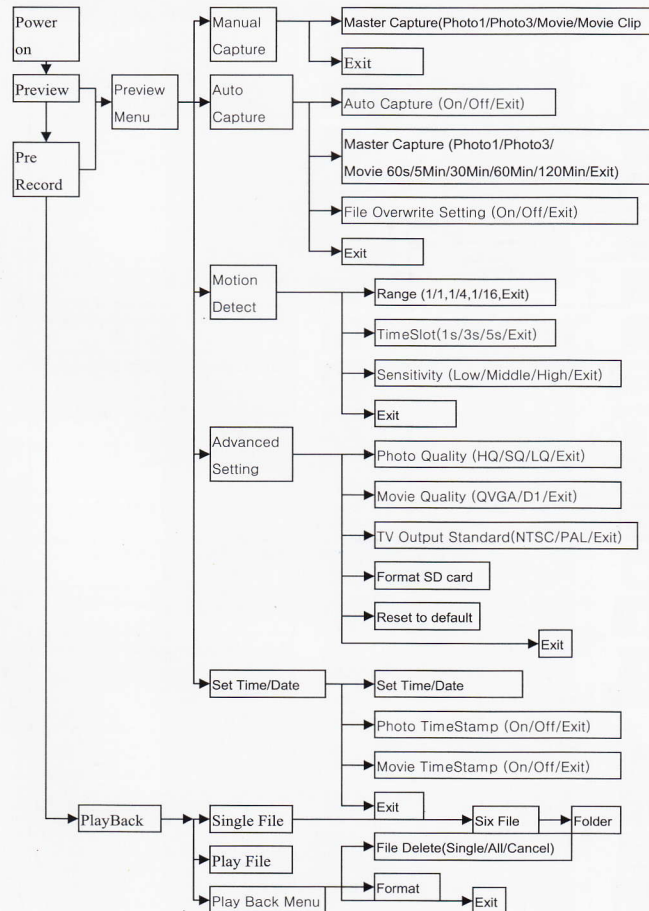 Power
on
Manual
Capture
Master Capture(Photo1/Photo3/Movie/Movie Clip
Exit
Preview
Preview
Menu
Auto
Capture
Auto Capture (On/Off/Exit)
Pre
Record
Master Capture (Photo1/Photo3/
Movie 60s/5Min/30Min/60Min/120Min/Exit)
File Overwrite Setting (On/Off/Exit)
Exit
Motion
Detect
Range (1/1,1/4,1/16,Exit)
TimeSlot(1s/3s/5s/Exit)
Sensitivity (Low/Middle/High/Exit)
Exit
Advanced
Setting
Photo Quality (HQ/SQ/LQ/Exit)
Movie Quality (QVGA/D1/Exit)
TV Output Standard(NTSC/PAL/Exit)
Format SD card
Reset to default
Exit
Set Time/Date
Set Time/Date
Photo TimeStamp (On/Off/Exit)
Movie TimeStamp (On/Off/Exit)
Exit
PlayBack
Single File
Six File
Folder
Play File
File Delete(Single/All/Cancel)
Play Back Menu
Format
Exit